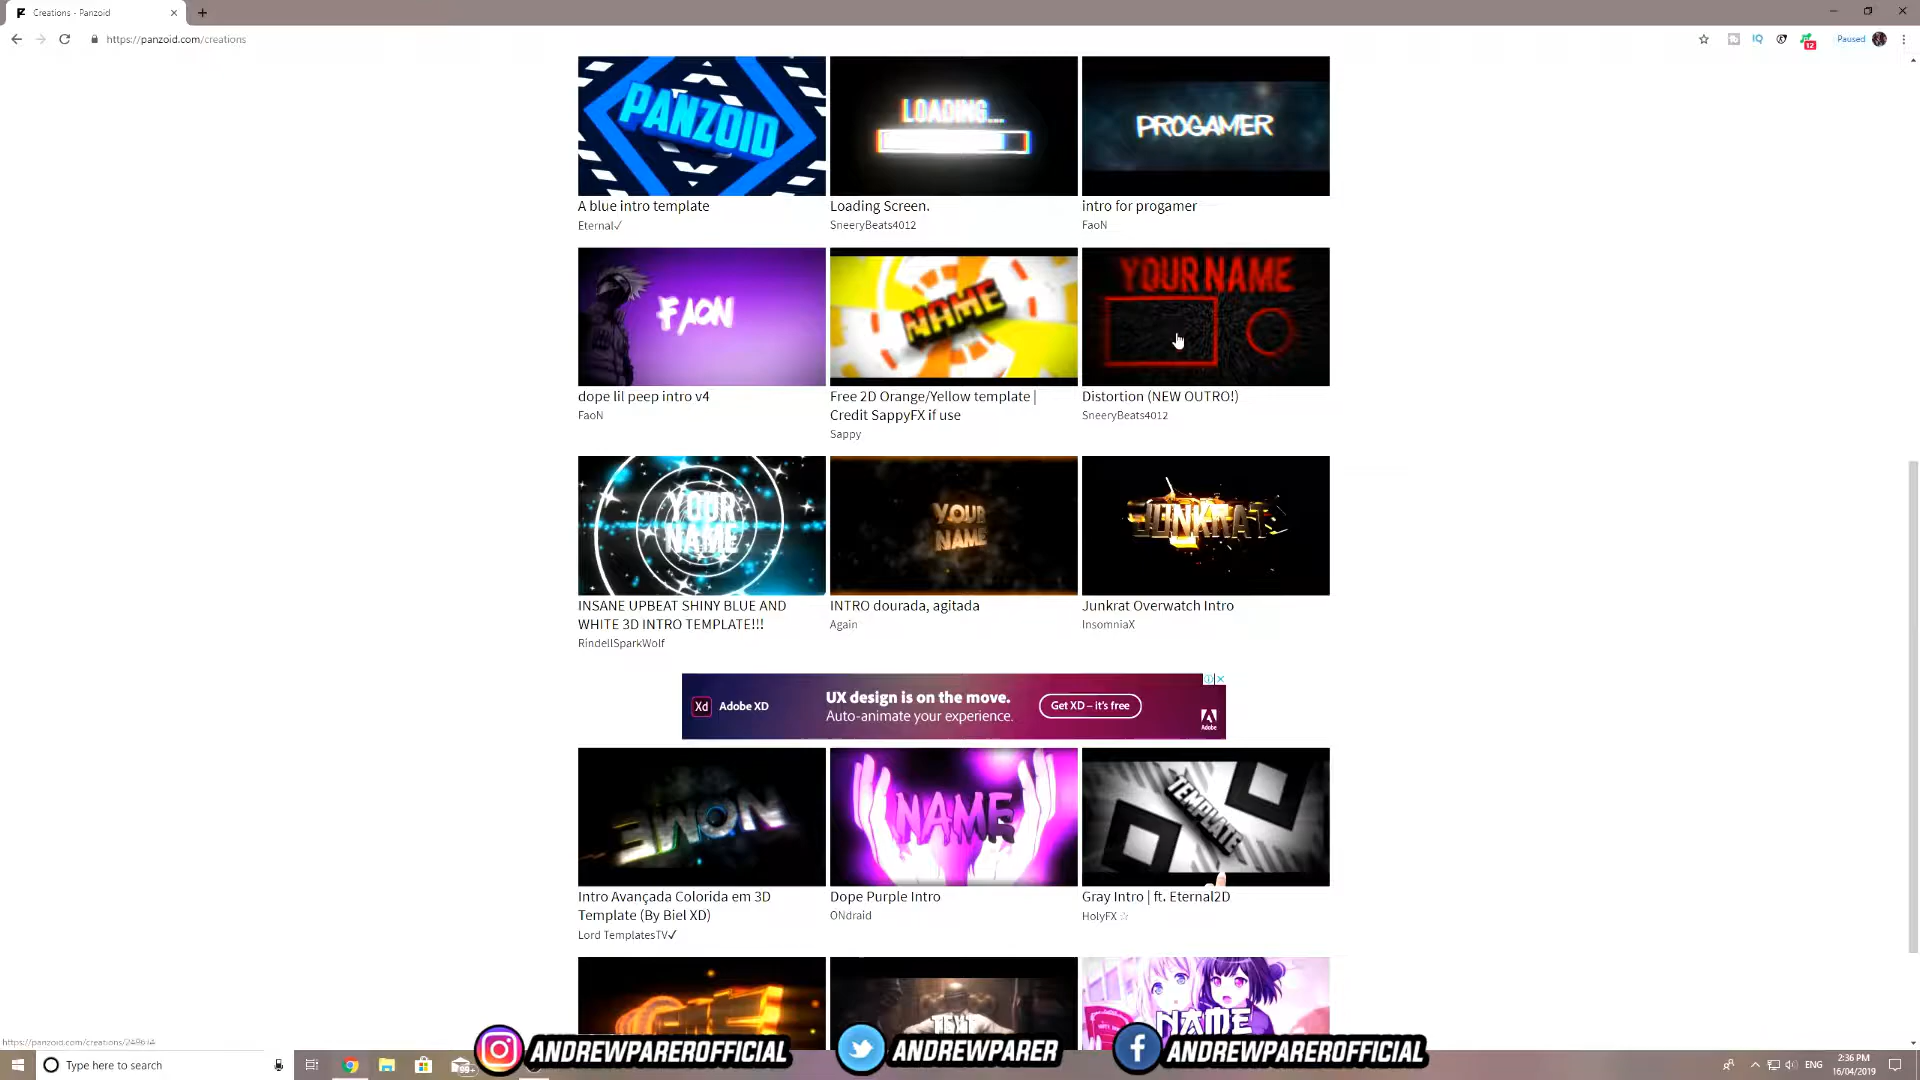 Creations - Panzoid
https://panzoid.com/creations
IQ
12
Paused
PANZOID
LOADING...
PROGAMER
A blue intro template
Loading Screen.
intro for progamer
Eternal✓
SneeryBeats4012
FaoN
FAON
NAME
YOUR NAME
dope lil peep intro v4
Free 2D Orange/Yellow template |
Credit SappyFX if use
Distortion (NEW OUTRO!)
FaoN
Sappy
SneeryBeats4012
YOUR
NAME
YOUR
NAME
JUNKRAT
INSANE UPBEAT SHINY BLUE AND
WHITE 3D INTRO TEMPLATE!!!
INTRO dourada, agitada
Junkrat Overwatch Intro
RindellSparkWolf
Again
InsomniaX
Xd Adobe XD
UX design is on the move.
Auto-animate your experience.
Get XD – it's free
Adobe
NAME
TEMPLATE
Intro Avançada Colorida em 3D
Template (By Biel XD)
Dope Purple Intro
Gray Intro | ft. Eternal2D
Lord TemplatesTV✓
ONdraid
HolyFX ☆
TEXT
NAME
ANDREWPAREROFFICIAL
ANDREWPARER
ANDREWPAREROFFICIAL
Type here to search
99+
ENG
2:36 PM
16/04/2019